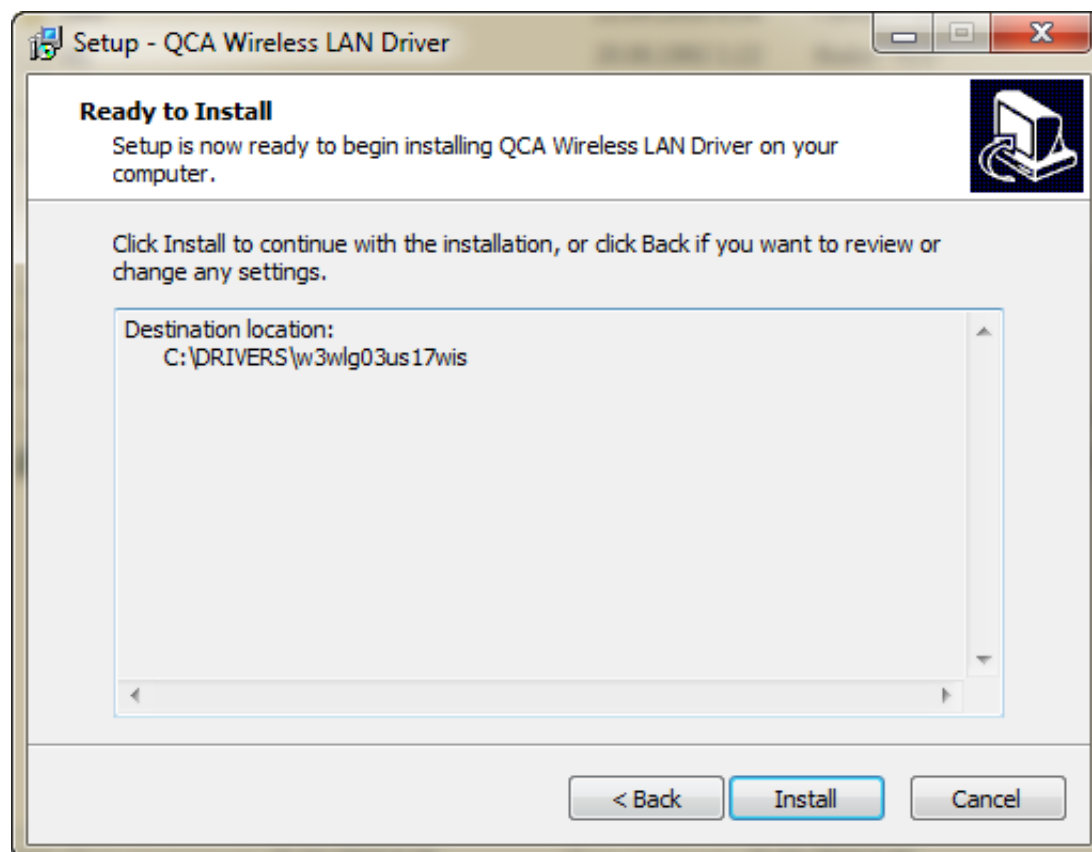 Setup - QCA Wireless LAN Driver
Ready to Install
Setup is now ready to begin installing QCA Wireless LAN Driver on your
computer.
Click Install to continue with the installation, or click Back if you want to review or
change any settings.
Destination location:
C:\DRIVERS\w3wlg03us17wis
< Back
Install
Cancel